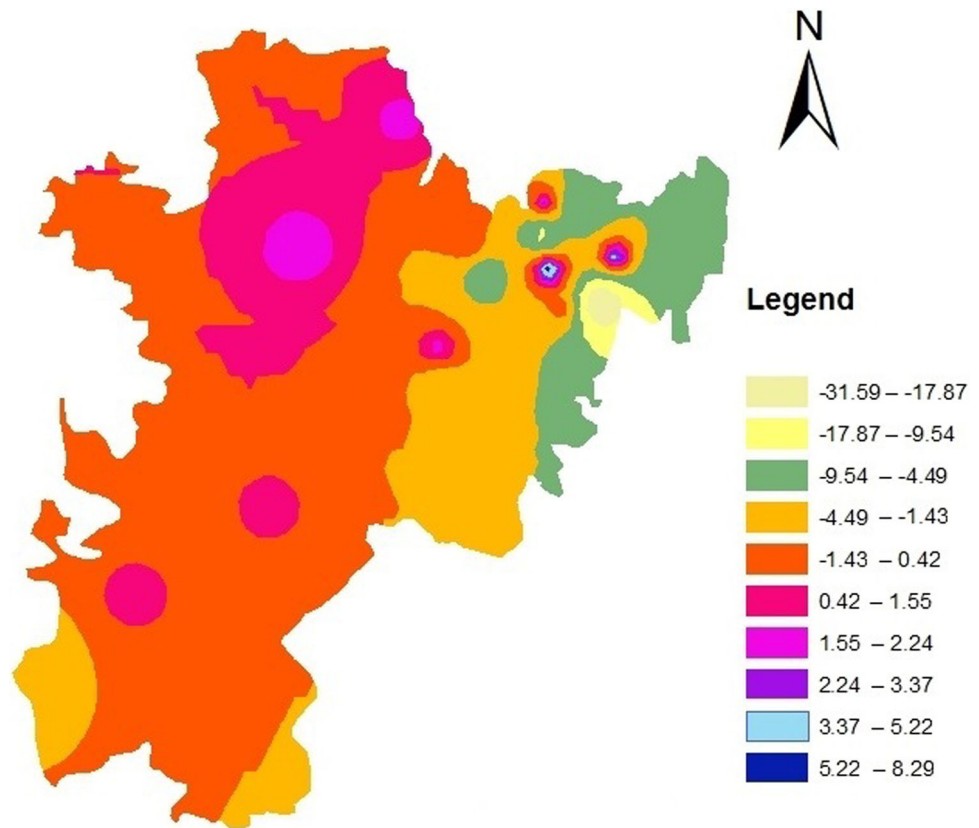 N
Legend
-31.59 – -17.87
-17.87 – -9.54
-9.54 – -4.49
-4.49 – -1.43
-1.43 – 0.42
0.42 – 1.55
1.55 – 2.24
2.24 – 3.37
3.37 – 5.22
5.22 – 8.29